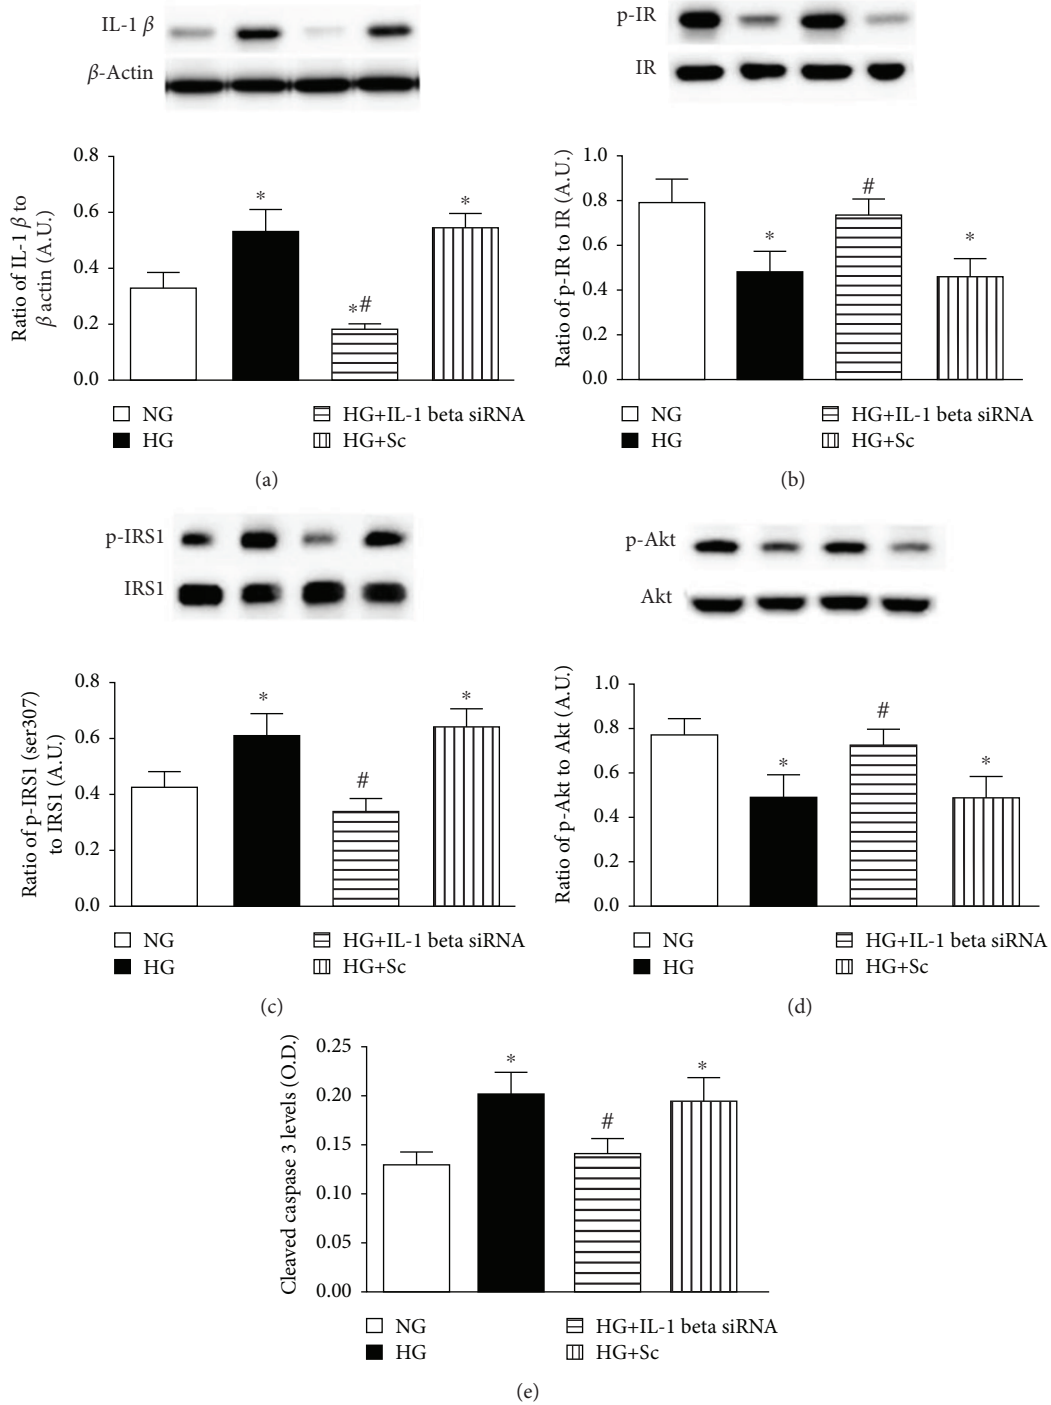 IL-1 β
β-Actin
Ratio of IL-1 β to
β actin (A.U.)
0.8
0.6
0.4
0.2
0.0
*
*#
*
NG
HG
HG+IL-1 beta siRNA
HG+Sc
(a)
p-IR
IR
Ratio of p-IR to IR (A.U.)
1.0
0.8
0.6
0.4
0.2
0.0
*
#
*
NG
HG
HG+IL-1 beta siRNA
HG+Sc
(b)
p-IRS1
IRS1
Ratio of p-IRS1 (ser307)
to IRS1 (A.U.)
0.8
0.6
0.4
0.2
0.0
*
#
*
NG
HG
HG+IL-1 beta siRNA
HG+Sc
(c)
p-Akt
Akt
Ratio of p-Akt to Akt (A.U.)
1.0
0.8
0.6
0.4
0.2
0.0
*
#
*
NG
HG
HG+IL-1 beta siRNA
HG+Sc
(d)
Cleaved caspase 3 levels (O.D.)
0.25
0.20
0.15
0.10
0.05
0.00
*
#
*
NG
HG
HG+IL-1 beta siRNA
HG+Sc
(e)